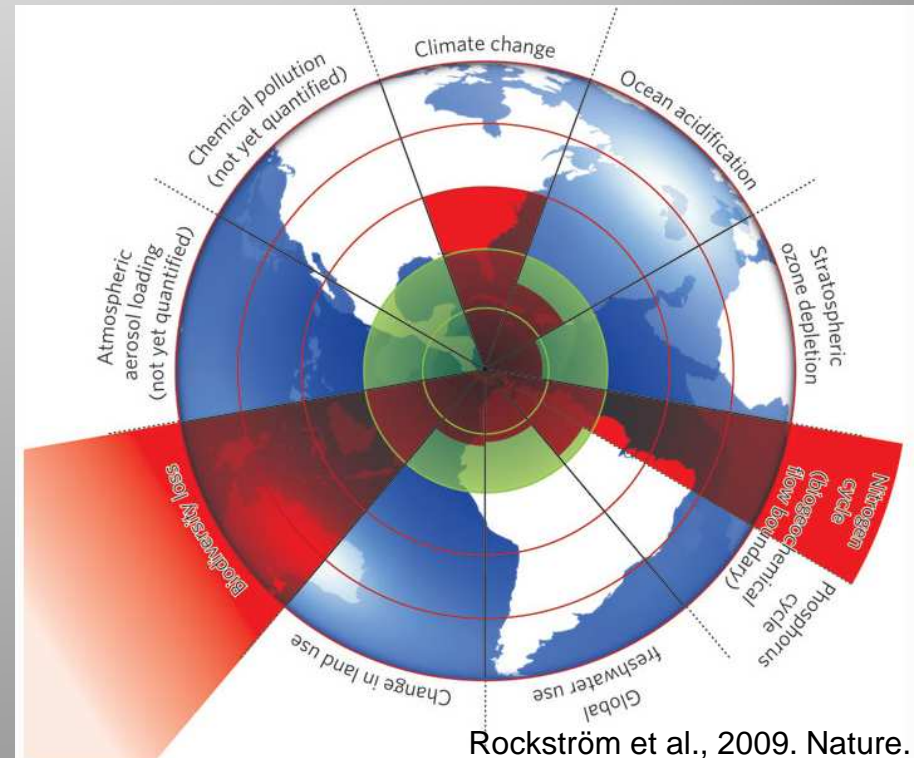 Climate change
Ocean acidification
Stratospheric
ozone depletion
Nitrogen
cycle
(biogeochemical
flow boundary)
Phosphorus
cycle
Global
freshwater use
Change in land use
Biodiversity loss
Atmospheric
aerosol loading
(not yet quantified)
Chemical pollution
(not yet quantified)
Rockström et al., 2009. Nature.